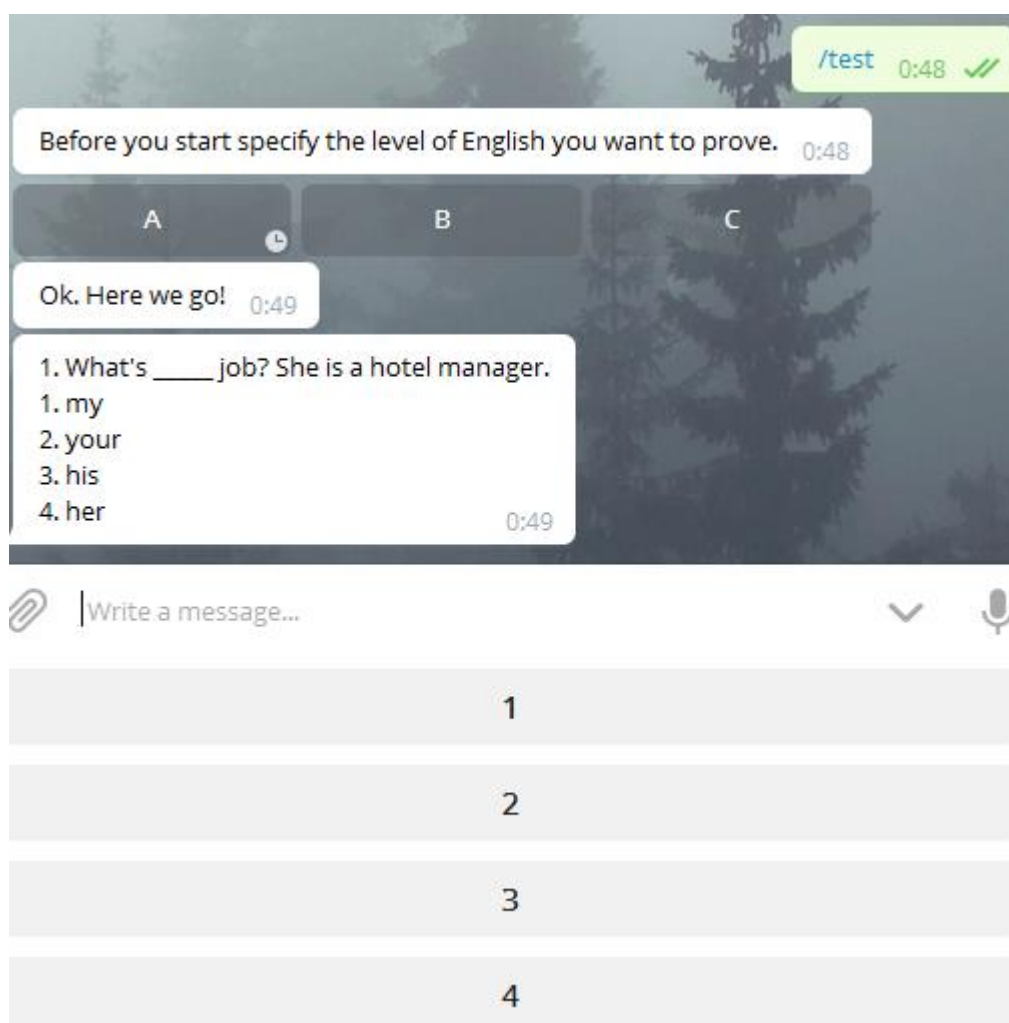 /test 0:48
Before you start specify the level of English you want to prove. 0:48
A B C
Ok. Here we go! 0:49
1. What's _____ job? She is a hotel manager.
1. my
2. your
3. his
4. her 0:49
Write a message...
1
2
3
4